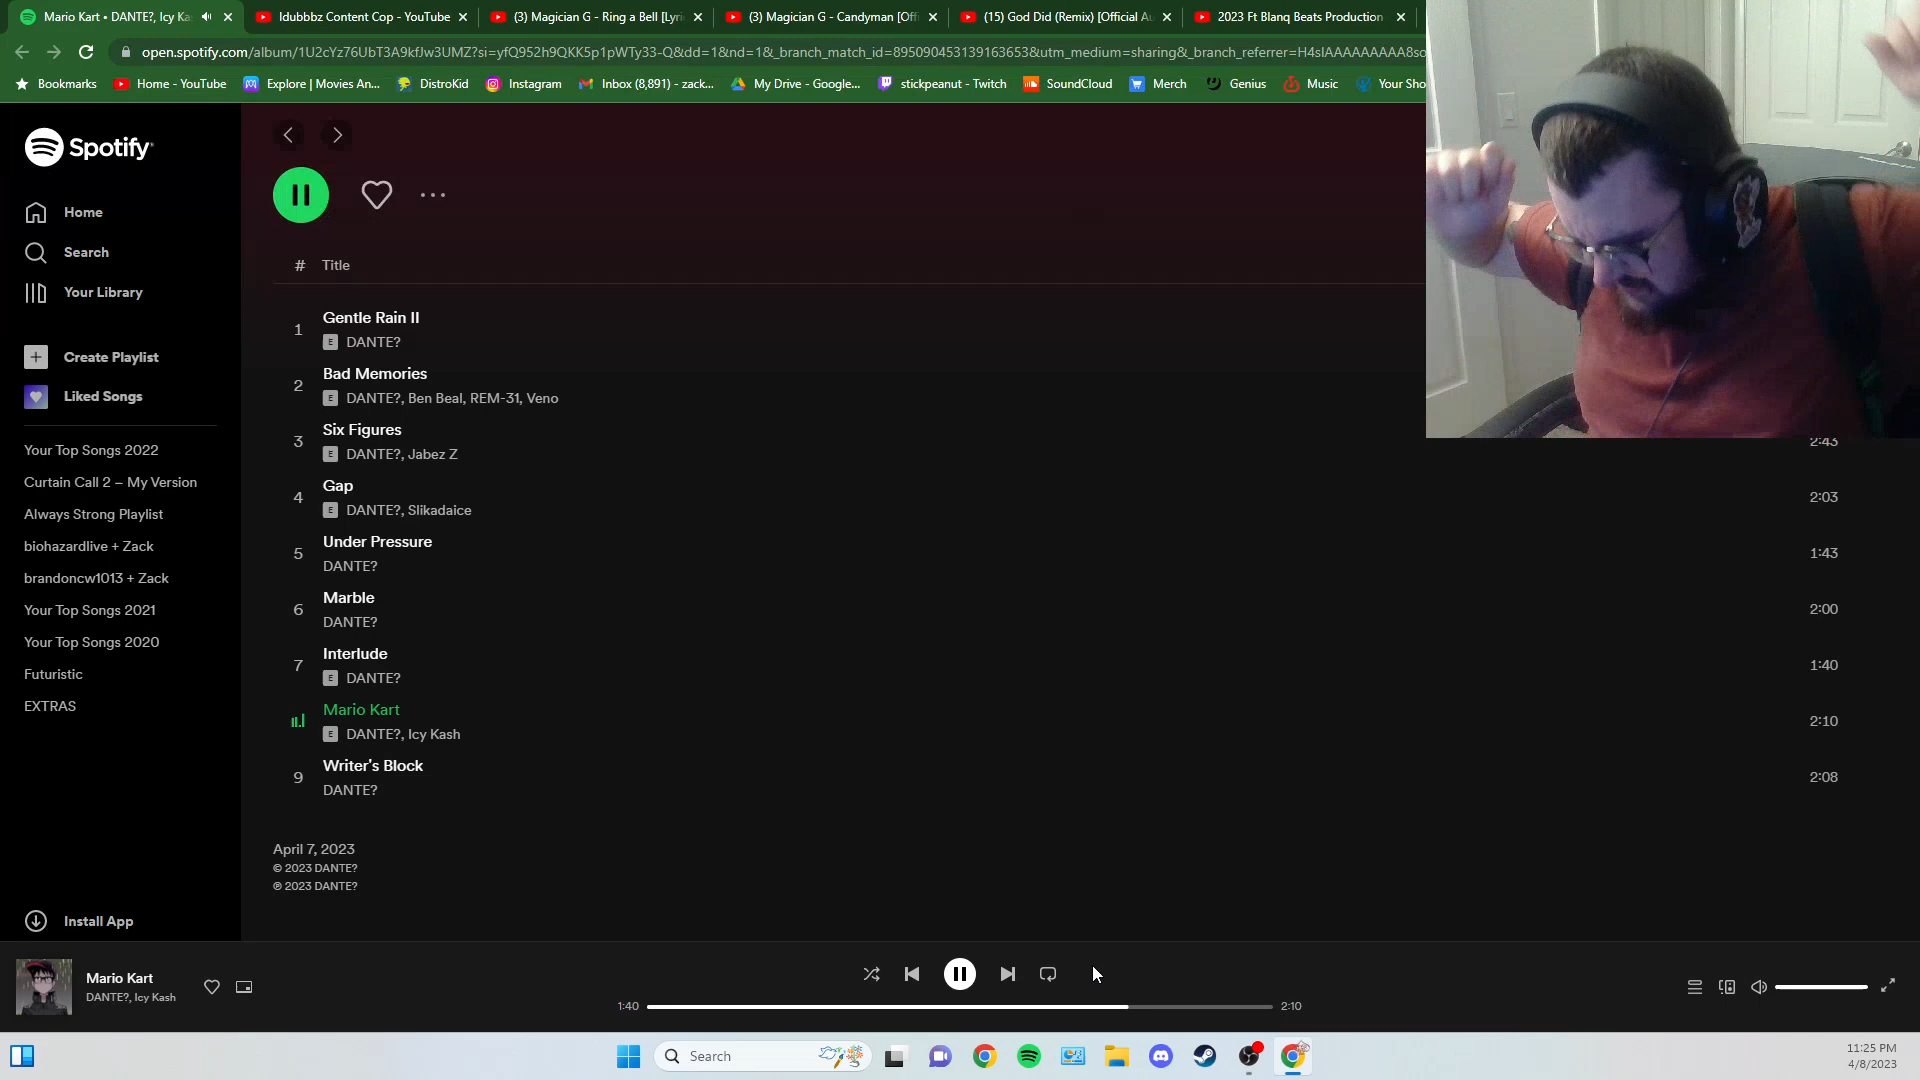 Mario Kart • DANTE?, Icy Ka
Idubbbz Content Cop - YouTube
(3) Magician G - Ring a Bell [Lyri
(3) Magician G - Candyman [Offi
(15) God Did (Remix) [Official Au
2023 Ft Blanq Beats Production
open.spotify.com/album/1U2cYz76UbT3A9kfJw3UMZ?si=yfQ952h9QKK5p1pWTy33-Q&dd=1&nd=1&_branch_match_id=895090453139163653&utm_medium=sharing&_branch_referrer=H4sIAAAAAAAAA8so
Bookmarks
Home - YouTube
Explore | Movies An...
DistroKid
Instagram
Inbox (8,891) - zack...
My Drive - Google...
stickpeanut - Twitch
SoundCloud
Merch
Genius
Music
Your Sho
Spotify
Home
Search
Your Library
Create Playlist
Liked Songs
Your Top Songs 2022
Curtain Call 2 – My Version
Always Strong Playlist
biohazardlive + Zack
brandoncw1013 + Zack
Your Top Songs 2021
Your Top Songs 2020
Futuristic
EXTRAS
Install App
# Title
1 Gentle Rain II
E DANTE?
2 Bad Memories
E DANTE?, Ben Beal, REM-31, Veno
3 Six Figures 2:43
E DANTE?, Jabez Z
4 Gap 2:03
E DANTE?, Slikadaice
5 Under Pressure 1:43
DANTE?
6 Marble 2:00
DANTE?
7 Interlude 1:40
E DANTE?
Mario Kart 2:10
E DANTE?, Icy Kash
9 Writer's Block 2:08
DANTE?
April 7, 2023
© 2023 DANTE?
℗ 2023 DANTE?
Mario Kart
DANTE?, Icy Kash
1:40
2:10
Search
11:25 PM
4/8/2023